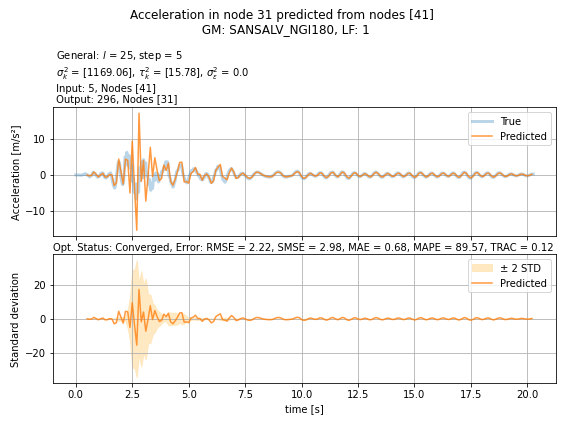 Acceleration in node 31 predicted from nodes [41]
GM: SANSALV_NGI180, LF: 1
General: l = 25, step = 5
σ²ₖ = [1169.06], τ²ₖ = [15.78], σ²ₑ = 0.0
Input: 5, Nodes [41]
Output: 296, Nodes [31]
Acceleration [m/s²]
10
0
−10
True
Predicted
Opt. Status: Converged, Error: RMSE = 2.22, SMSE = 2.98, MAE = 0.68, MAPE = 89.57, TRAC = 0.12
Standard deviation
20
0
−20
± 2 STD
Predicted
0.0 2.5 5.0 7.5 10.0 12.5 15.0 17.5 20.0
time [s]